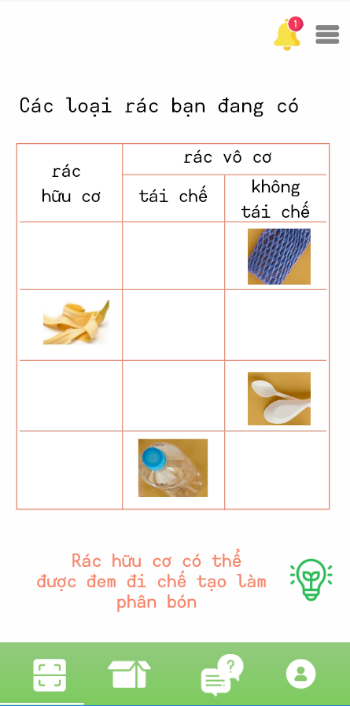 1
Các loại rác bạn đang có
rác
hữu cơ
rác vô cơ
tái chế
không
tái chế
Rác hữu cơ có thể
được đem đi chế tạo làm
phân bón
?